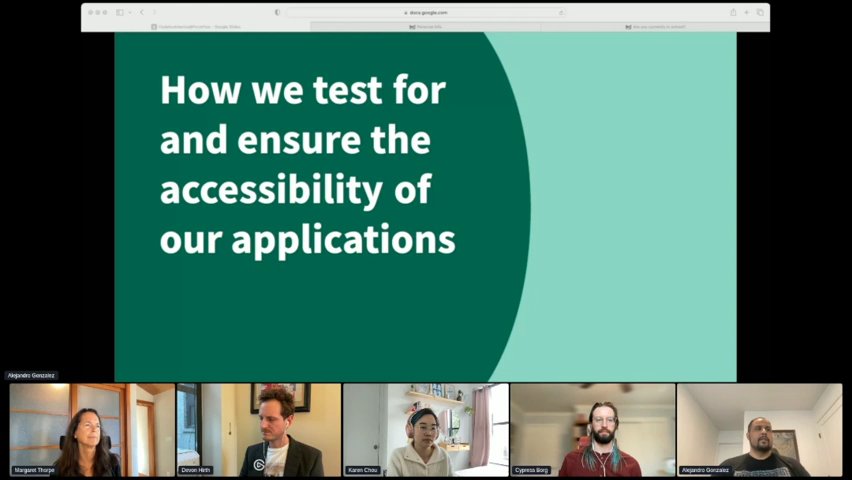 docs.google.com
How we test for
and ensure the
accessibility of
our applications
Alejandro Gonzalez
Margaret Thorpe
Devon Hirth
Karen Chou
Cypress Borg
Alejandro Gonzalez